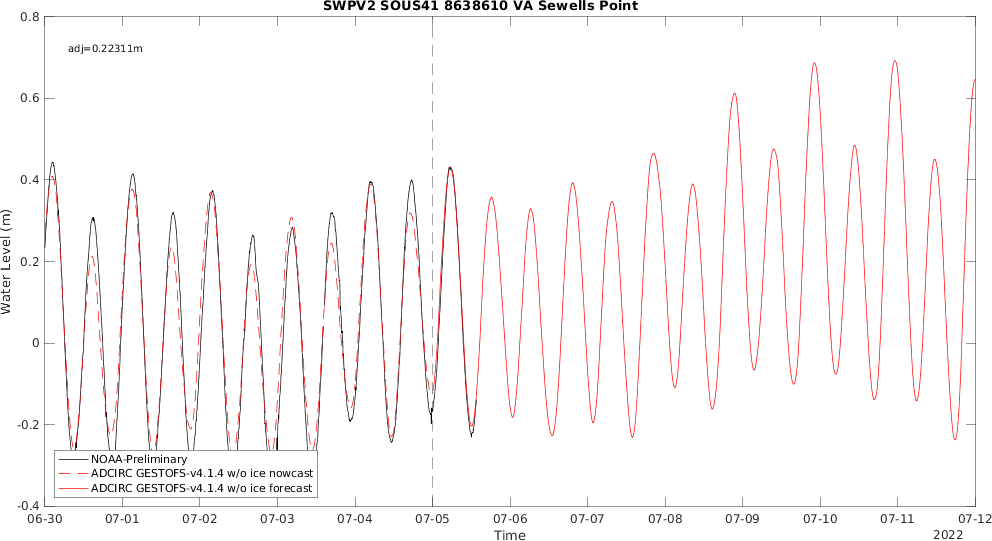 SWPV2 SOUS41 8638610 VA Sewells Point
adj=0.22311m
0.8
0.6
0.4
0.2
0
-0.2
-0.4
Water Level (m)
NOAA-Preliminary
ADCIRC GESTOFS-v4.1.4 w/o ice nowcast
ADCIRC GESTOFS-v4.1.4 w/o ice forecast
06-30 07-01 07-02 07-03 07-04 07-05 07-06 07-07 07-08 07-09 07-10 07-11 07-12
Time
2022